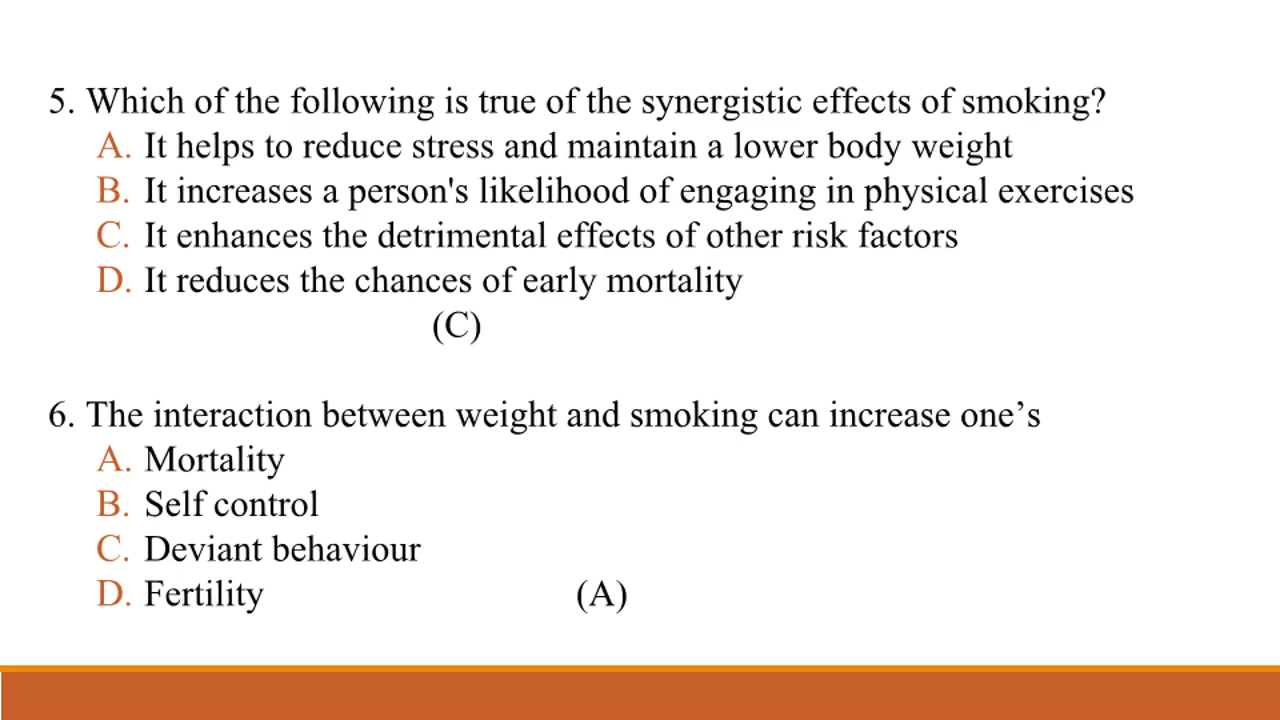 5. Which of the following is true of the synergistic effects of smoking?
A. It helps to reduce stress and maintain a lower body weight
B. It increases a person's likelihood of engaging in physical exercises
C. It enhances the detrimental effects of other risk factors
D. It reduces the chances of early mortality
(C)
6. The interaction between weight and smoking can increase one’s
A. Mortality
B. Self control
C. Deviant behaviour
D. Fertility (A)